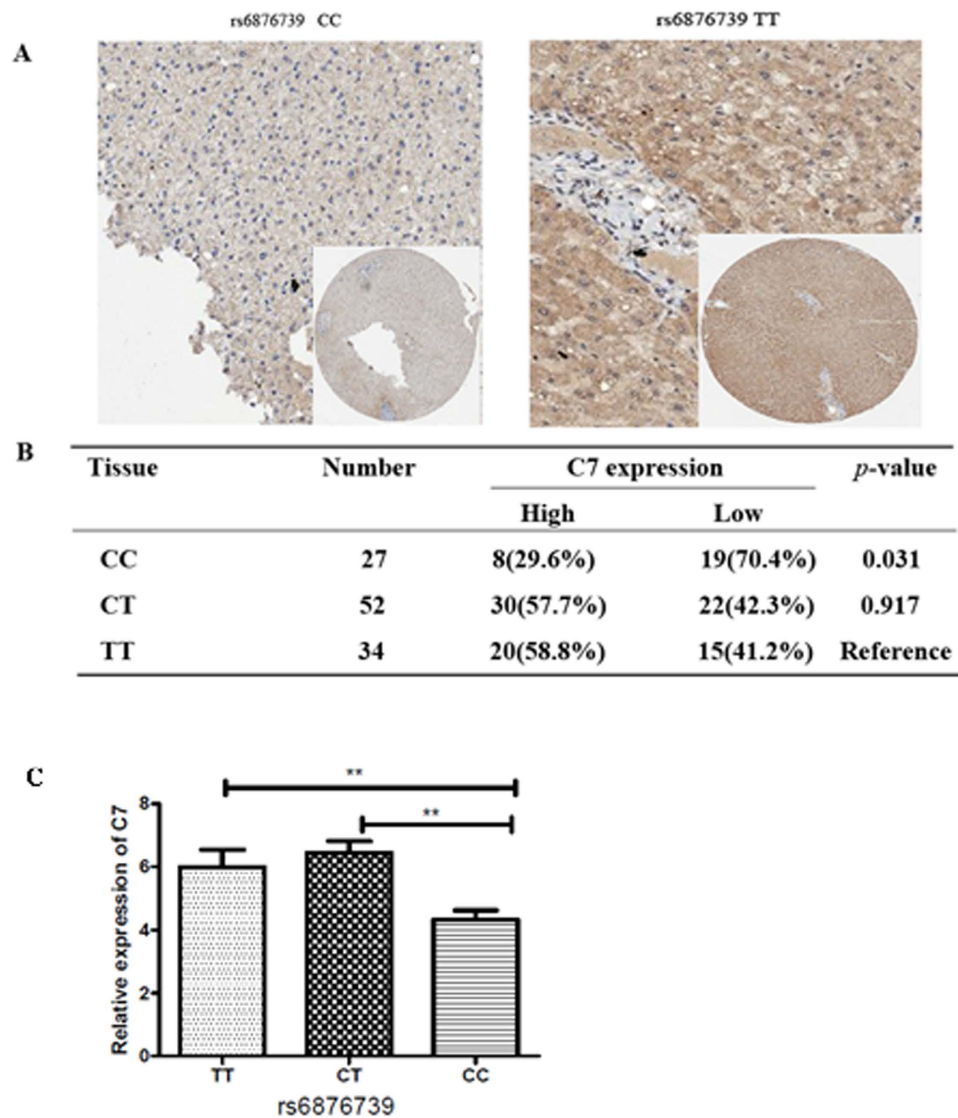 rs6876739 CC
rs6876739 TT
A
B
Tissue Number C7 expression p-value
High Low
CC 27 8(29.6%) 19(70.4%) 0.031
CT 52 30(57.7%) 22(42.3%) 0.917
TT 34 20(58.8%) 15(41.2%) Reference
C
**
**
Relative expression of C7
8
6
4
2
0
TT CT CC
rs6876739